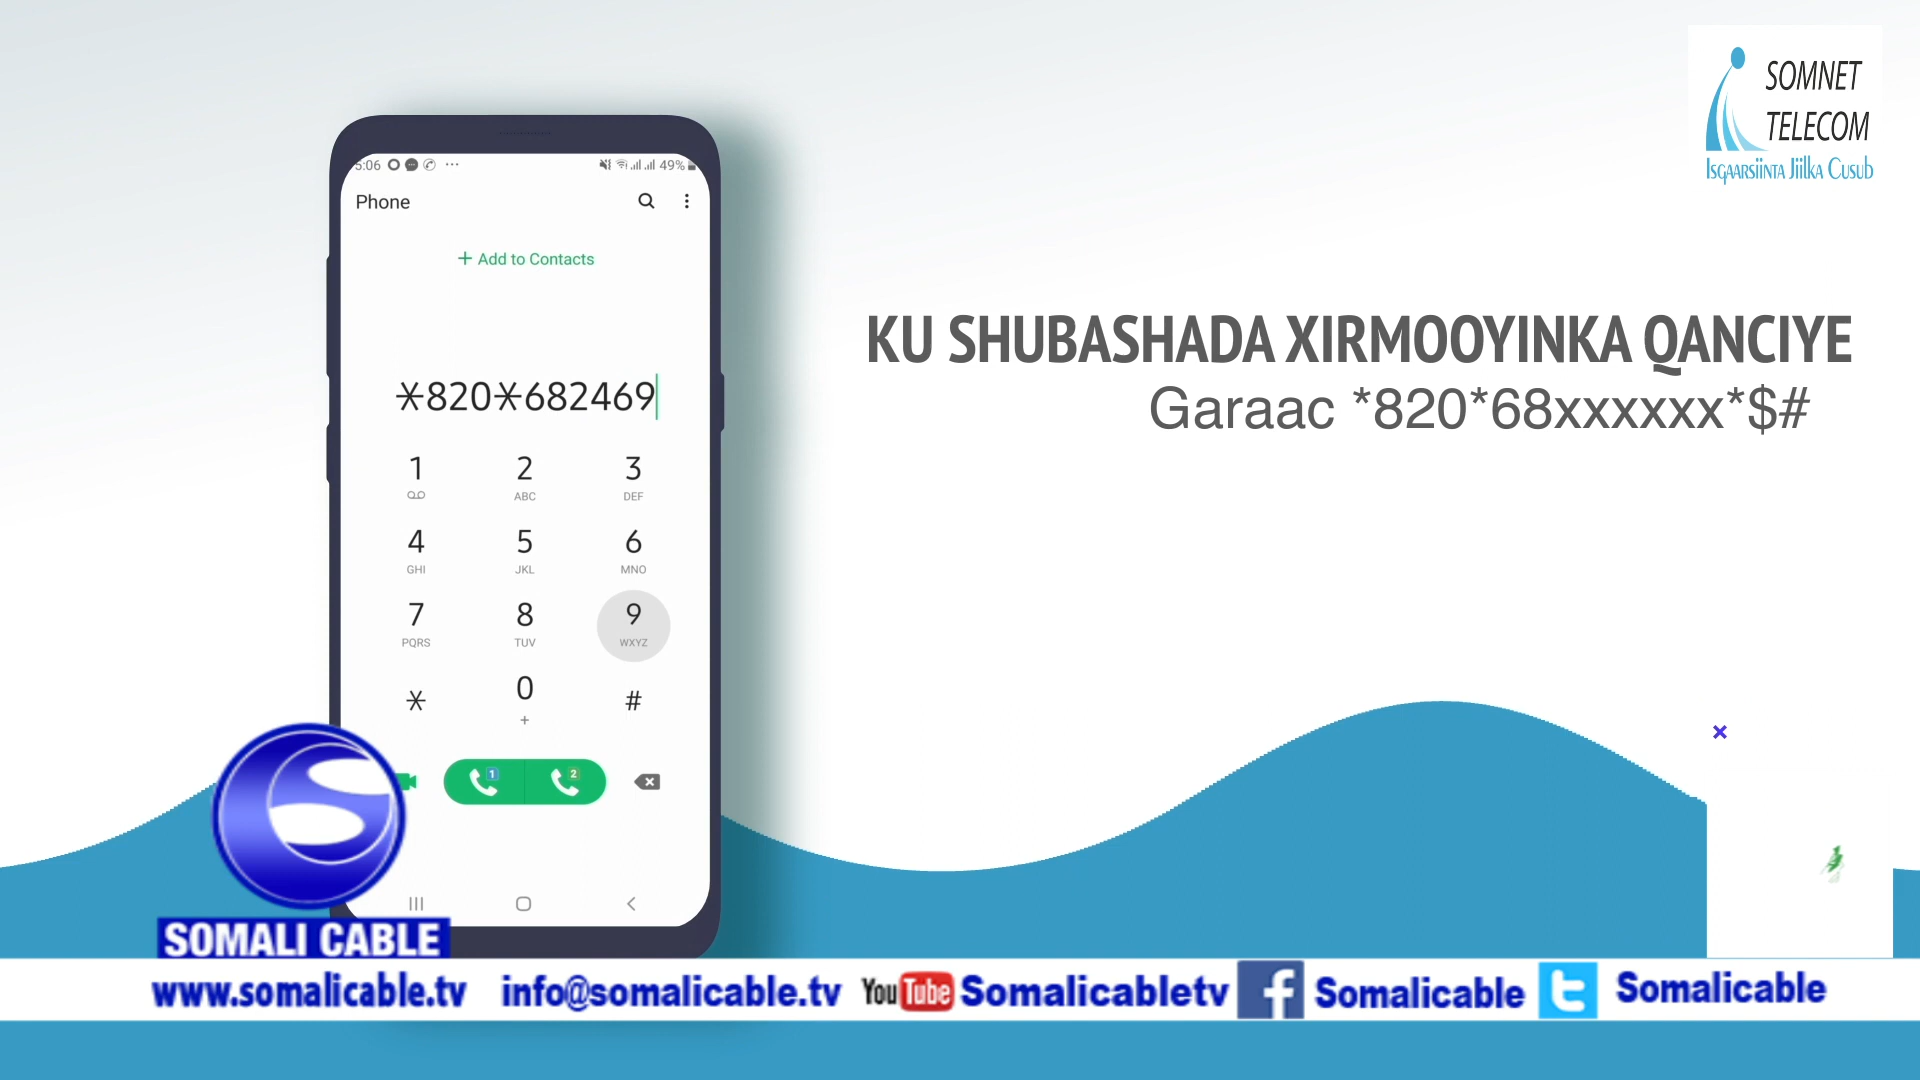 SOMNET
TELECOM
Isgaarsiinta Jiilka Cusub
5:06
49%
Phone
+ Add to Contacts
KU SHUBASHADA XIRMOOYINKA QANCIYE
Garaac *820*68xxxxxx*$#
*820*682469
1 2 3
ABC DEF
4 5 6
GHI JKL MNO
7 8 9
PQRS TUV WXYZ
* 0 #
+
1 2
SOMALI CABLE
www.somalicable.tv info@somalicable.tv YouTube Somalicabletv f Somalicable t Somalicable